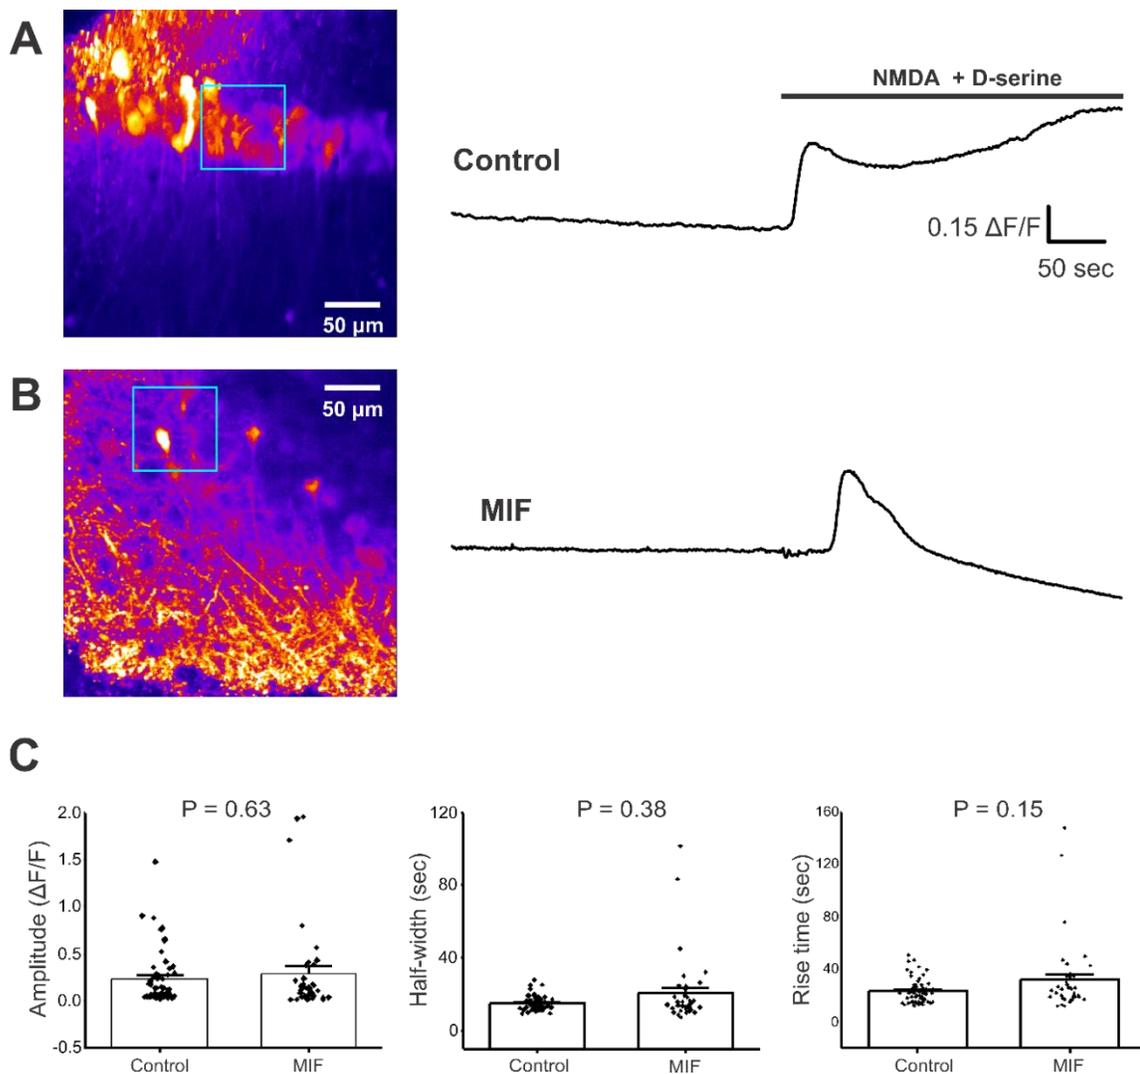 A
50 µm
NMDA + D-serine
Control
0.15 ΔF/F
50 sec
B
50 µm
MIF
C
P = 0.63
2.0
1.5
1.0
0.5
0.0
-0.5
Amplitude (ΔF/F)
Control MIF
P = 0.38
120
80
40
0
Half-width (sec)
Control MIF
P = 0.15
160
120
80
40
0
Rise time (sec)
Control MIF